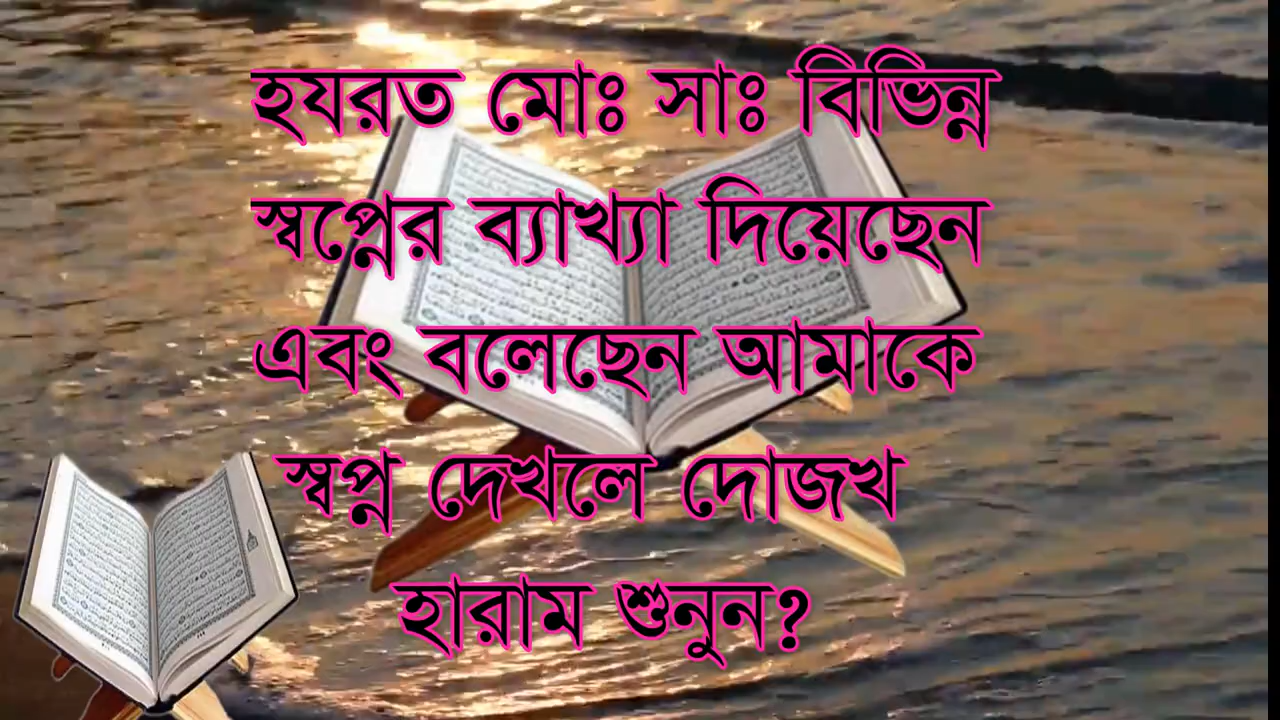 হযরত মোঃ সাঃ বিভিন্ন
স্বপ্নের ব্যাখ্যা দিয়েছেন
এবং বলেছেন আমাকে
স্বপ্ন দেখলে দোজখ
হারাম শুনুন?